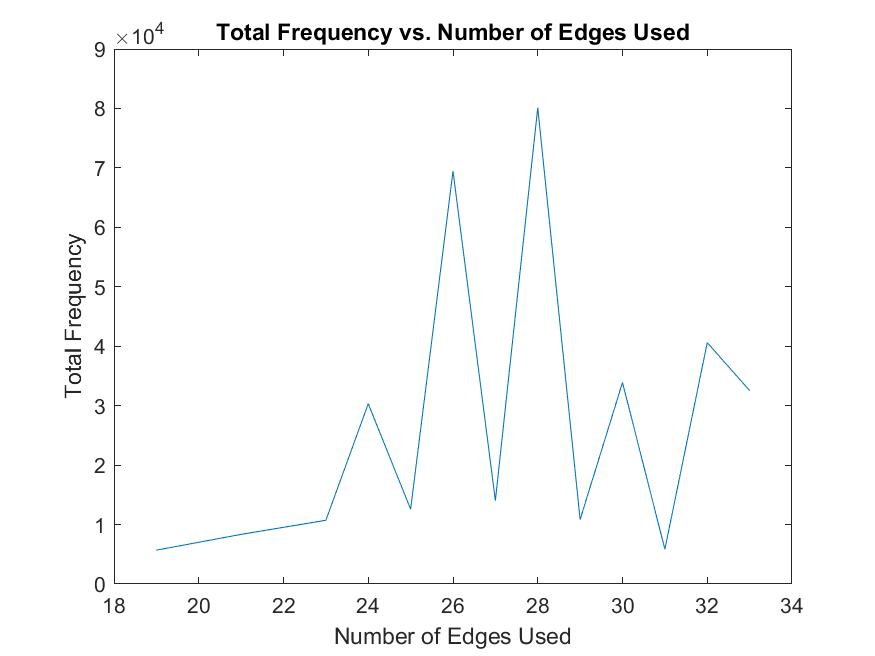 Total Frequency vs. Number of Edges Used
×10⁴
9
8
7
6
5
4
3
2
1
0
Total Frequency
18 20 22 24 26 28 30 32 34
Number of Edges Used